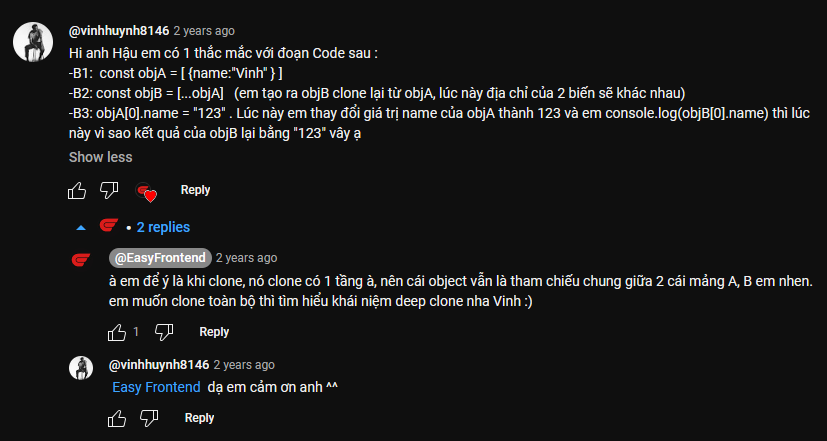 @vinhhuynh8146 2 years ago
Hi anh Hậu em có 1 thắc mắc với đoạn Code sau :
-B1: const objA = [ {name:"Vinh" } ]
-B2: const objB = [...objA] (em tạo ra objB clone lại từ objA, lúc này địa chỉ của 2 biến sẽ khác nhau)
-B3: objA[0].name = "123" . Lúc này em thay đổi giá trị name của objA thành 123 và em console.log(objB[0].name) thì lúc
này vì sao kết quả của objB lại bằng "123" vây ạ
Show less
Reply
2 replies
@EasyFrontend 2 years ago
à em để ý là khi clone, nó clone có 1 tầng à, nên cái object vẫn là tham chiếu chung giữa 2 cái mảng A, B em nhen.
em muốn clone toàn bộ thì tìm hiểu khái niệm deep clone nha Vinh :)
1 Reply
@vinhhuynh8146 2 years ago
Easy Frontend dạ em cảm ơn anh ^^
Reply